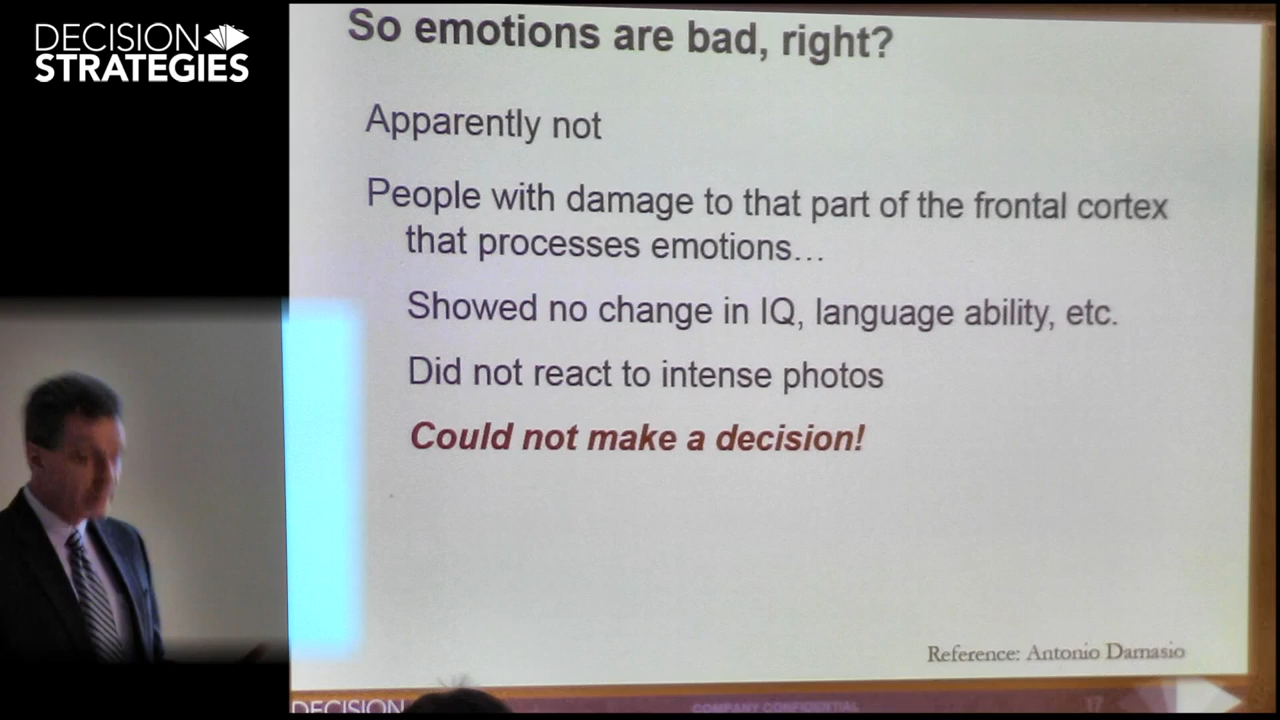 DECISION
STRATEGIES
So emotions are bad, right?
Apparently not
People with damage to that part of the frontal cortex
that processes emotions…
Showed no change in IQ, language ability, etc.
Did not react to intense photos
Could not make a decision!
Reference: Antonio Damasio
DECISION
COMPANY CONFIDENTIAL
17